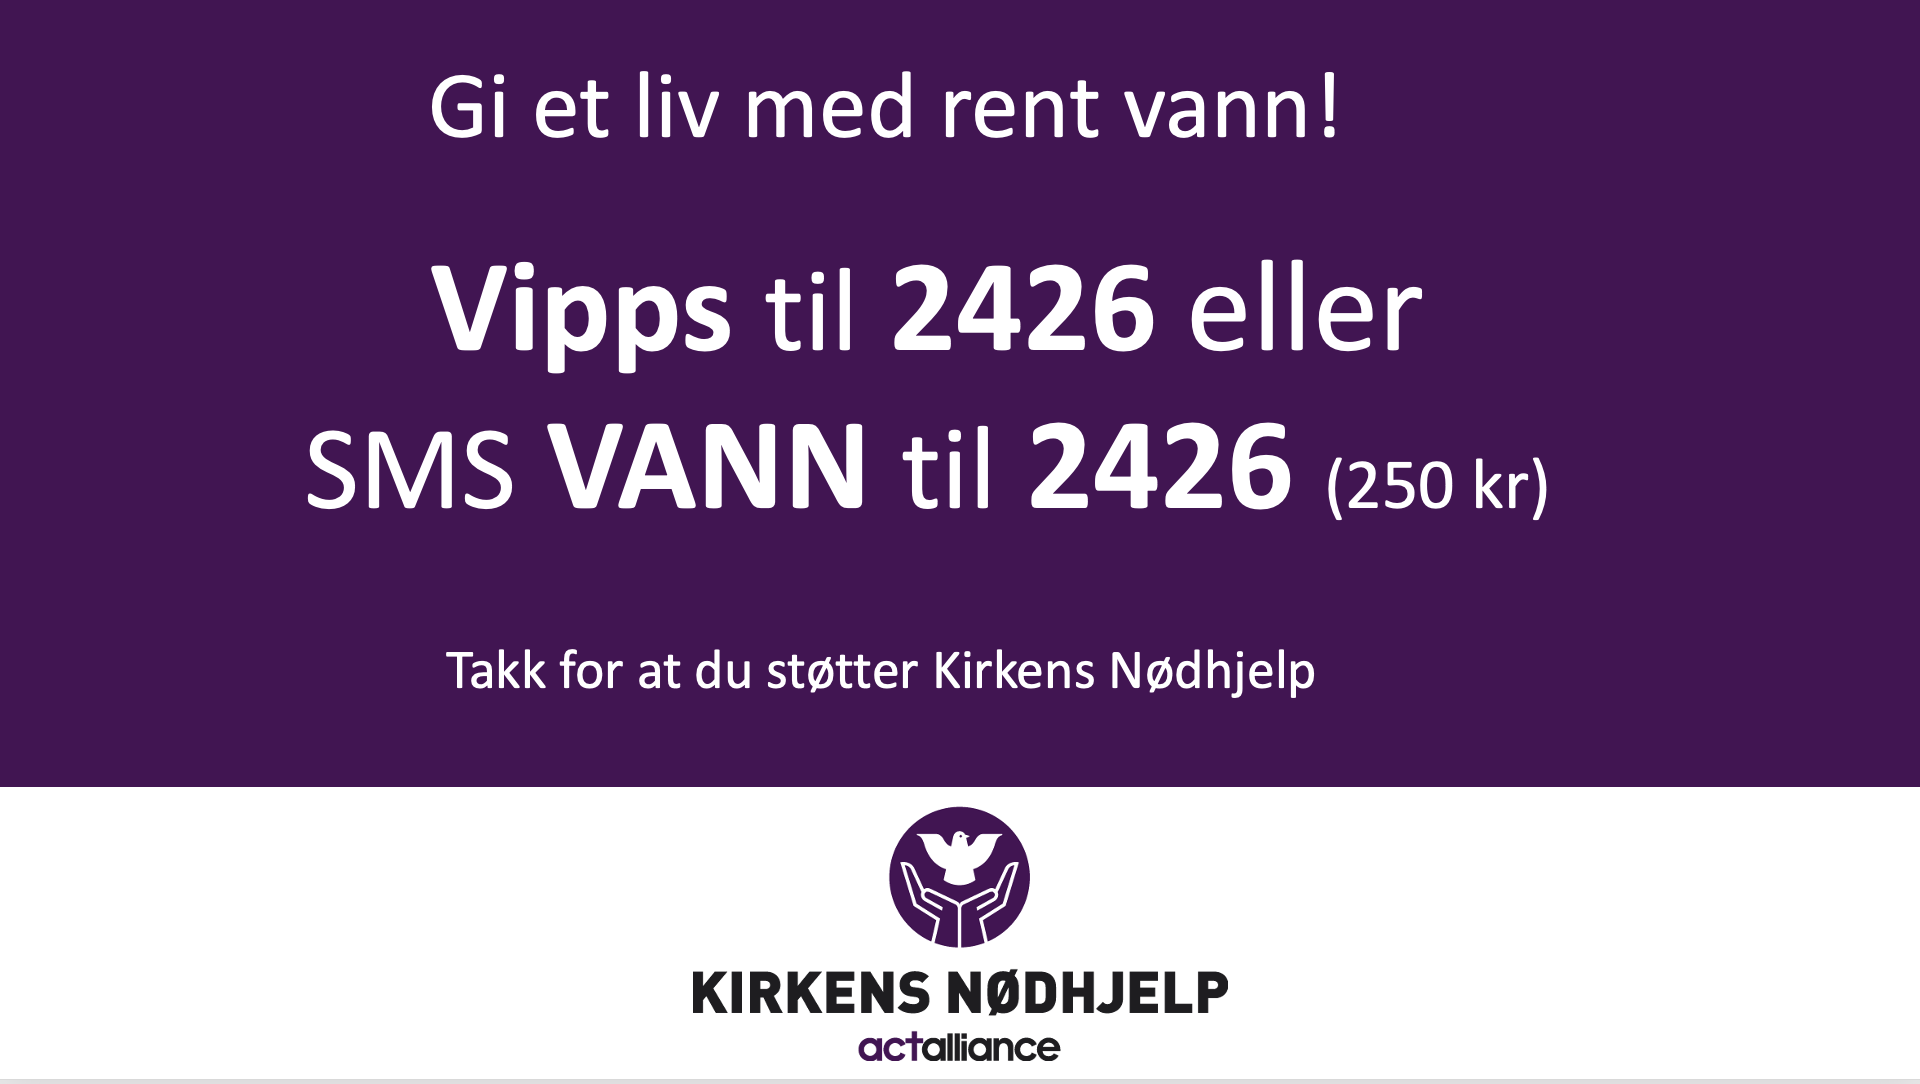 Gi et liv med rent vann!
Vipps til 2426 eller
SMS VANN til 2426 (250 kr)
Takk for at du støtter Kirkens Nødhjelp
KIRKENS NØDHJELP
actalliance